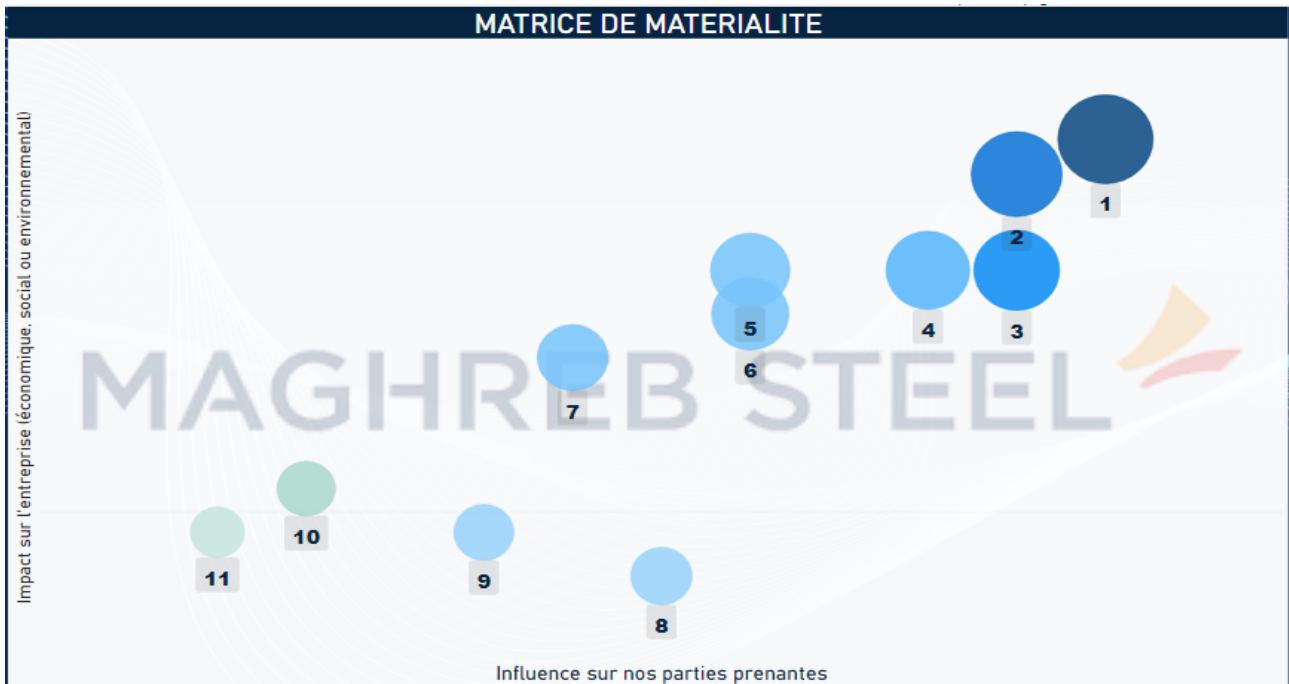 MATRICE DE MATERIALITE
Impact sur l'entreprise (économique, social ou environnemental)
1
2
3
4
5
6
7
MAGHREB STEEL
10
11
9
8
Influence sur nos parties prenantes